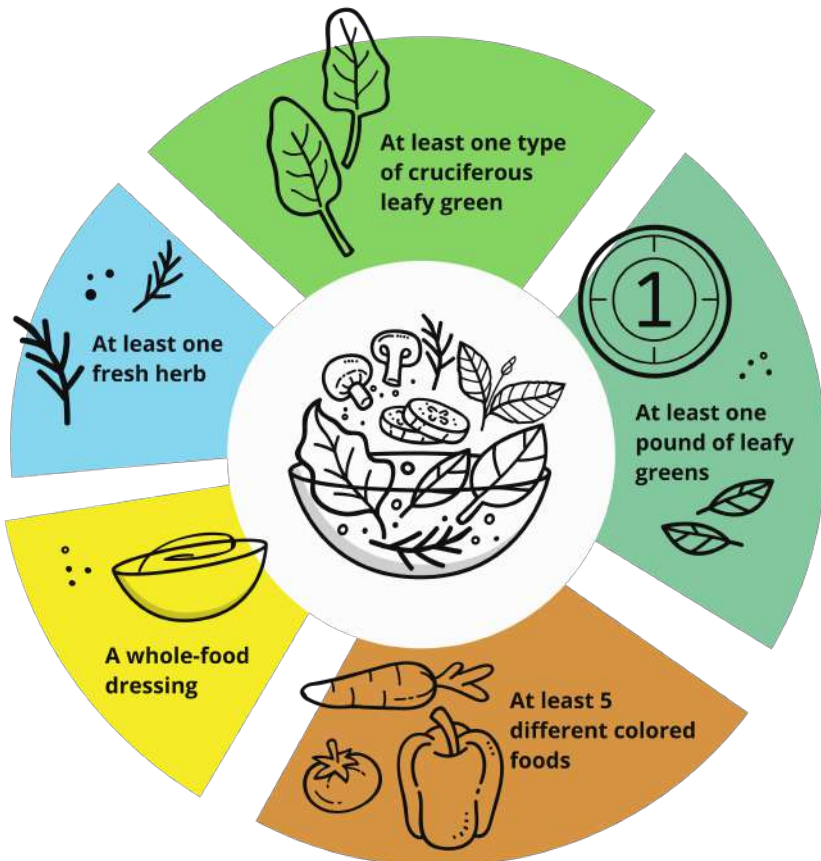 At least one type
of cruciferous
leafy green
1
At least one
pound of leafy
greens
At least 5
different colored
foods
A whole-food
dressing
At least one
fresh herb